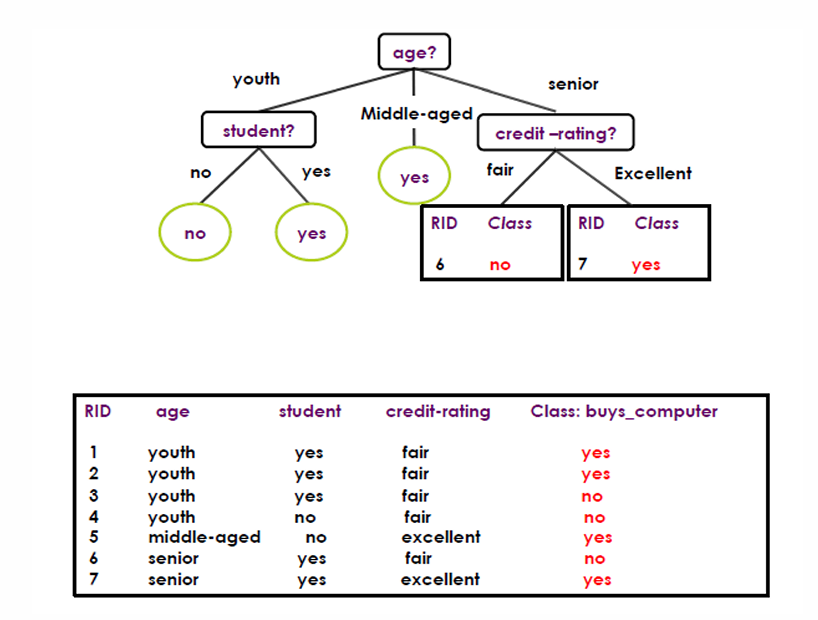 age?
youth
senior
Middle-aged
student?
credit –rating?
no
yes
yes
fair
Excellent
no
yes
RID Class
6 no
RID Class
7 yes
RID age student credit-rating Class: buys_computer
1 youth yes fair yes
2 youth yes fair yes
3 youth yes fair no
4 youth no fair no
5 middle-aged no excellent yes
6 senior yes fair no
7 senior yes excellent yes